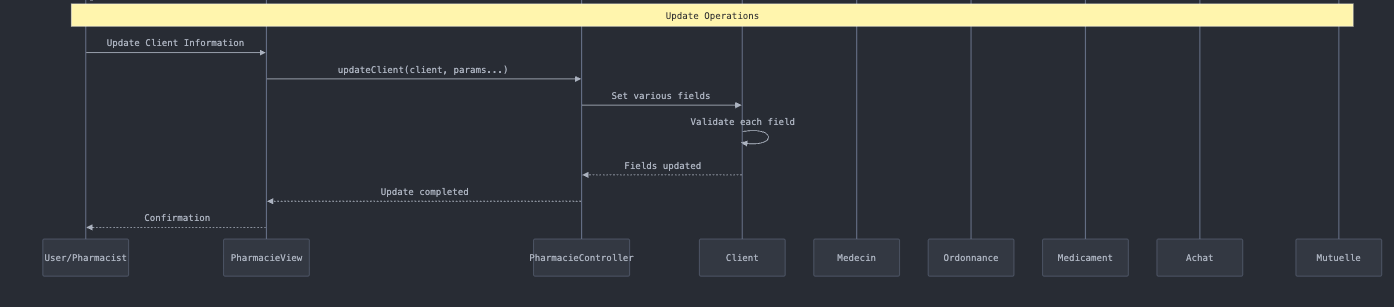 Update Operations
Update Client Information
updateClient(client, params...)
Set various fields
Validate each field
Fields updated
Update completed
Confirmation
User/Pharmacist
PharmacieView
PharmacieController
Client
Medecin
Ordonnance
Medicament
Achat
Mutuelle